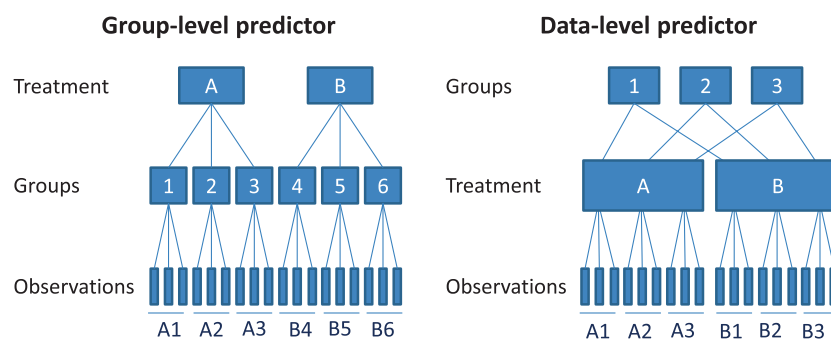 Group-level predictor
Treatment
A B
Groups
1 2 3 4 5 6
Observations
A1 A2 A3 B4 B5 B6
Data-level predictor
Groups
1 2 3
Treatment
A B
Observations
A1 A2 A3 B1 B2 B3